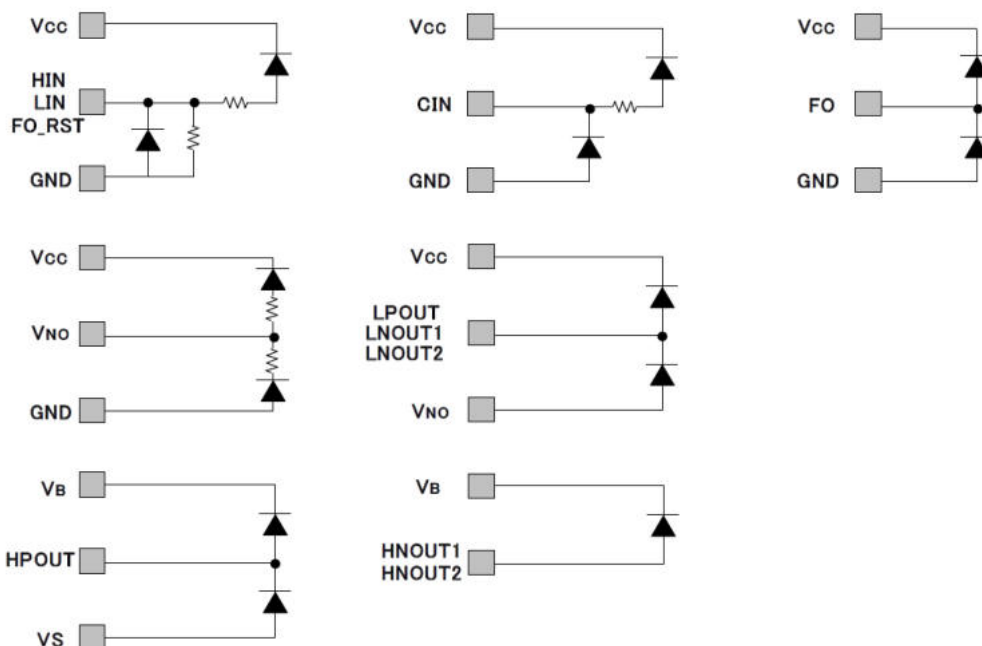 Vcc
HIN
LIN
FO_RST
GND
Vcc
CIN
GND
Vcc
FO
GND
Vcc
VNO
GND
Vcc
LPOUT
LNOUT1
LNOUT2
VNO
VB
HPOUT
VS
VB
HNOUT1
HNOUT2